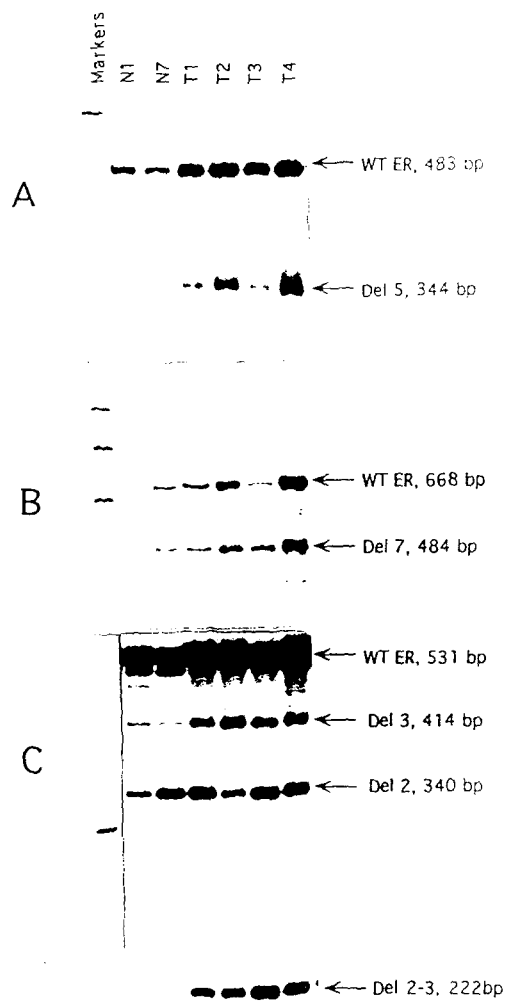 Markers N1 N7 T1 T2 T3 T4
A
WT ER, 483 bp
Del 5, 344 bp
B
WT ER, 668 bp
Del 7, 484 bp
C
WT ER, 531 bp
Del 3, 414 bp
Del 2, 340 bp
Del 2-3, 222bp